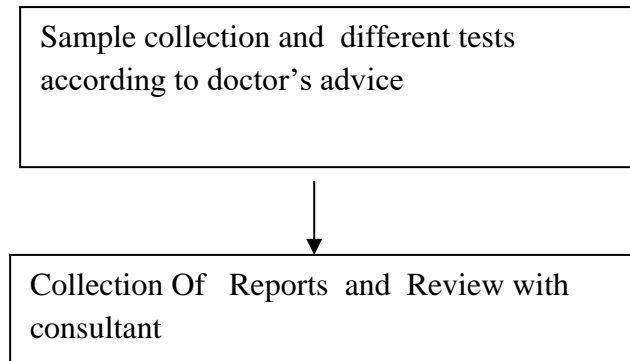 Sample collection and  different tests
according to doctor’s advice
Collection Of   Reports  and  Review with
consultant